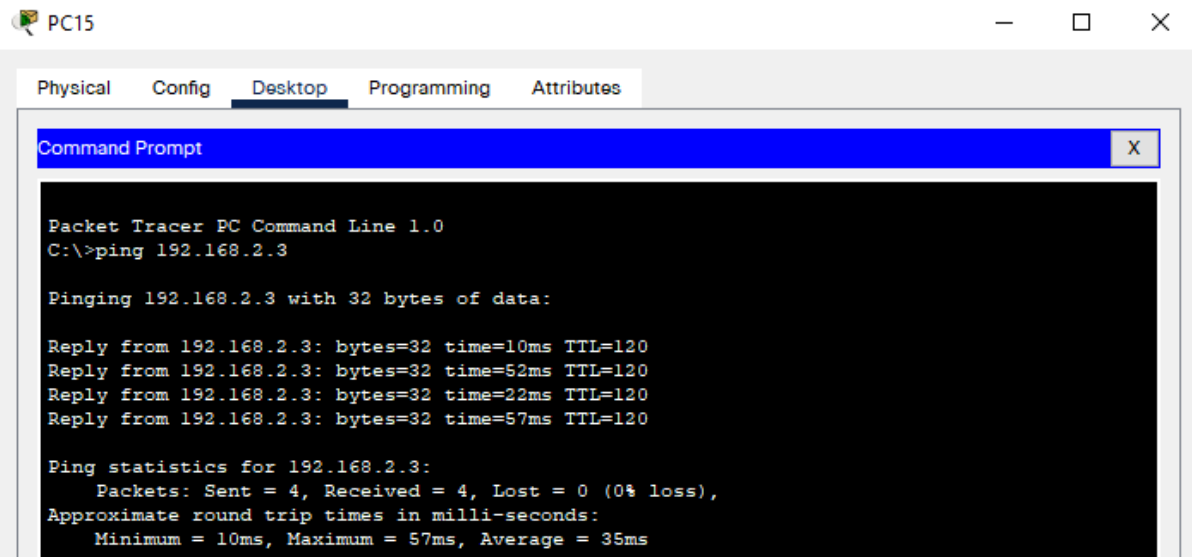 PC15
Physical Config Desktop Programming Attributes
Command Prompt X
Packet Tracer PC Command Line 1.0
C:\>ping 192.168.2.3
Pinging 192.168.2.3 with 32 bytes of data:
Reply from 192.168.2.3: bytes=32 time=10ms TTL=120
Reply from 192.168.2.3: bytes=32 time=52ms TTL=120
Reply from 192.168.2.3: bytes=32 time=22ms TTL=120
Reply from 192.168.2.3: bytes=32 time=57ms TTL=120
Ping statistics for 192.168.2.3:
Packets: Sent = 4, Received = 4, Lost = 0 (0% loss),
Approximate round trip times in milli-seconds:
Minimum = 10ms, Maximum = 57ms, Average = 35ms